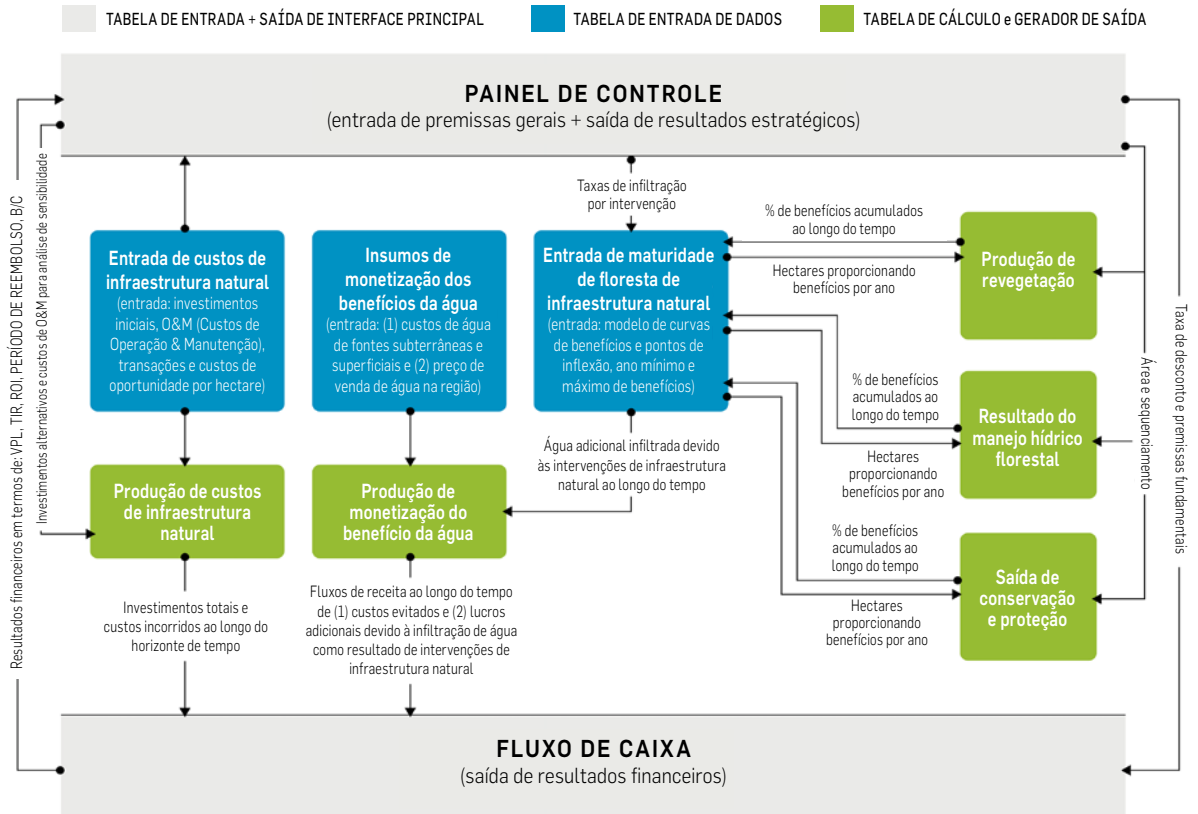 TABELA DE ENTRADA + SAÍDA DE INTERFACE PRINCIPAL
TABELA DE ENTRADA DE DADOS
TABELA DE CÁLCULO e GERADOR DE SAÍDA
PAINEL DE CONTROLE
(entrada de premissas gerais + saída de resultados estratégicos)
Resultados financeiros em termos de: VPL, TIR, ROI, PERÍODO DE REEMBOLSO, B/C
Investimentos alternativos e custos de O&M para análise de sensibilidade
Taxas de infiltração
por intervenção
Entrada de custos de
infraestrutura natural
(entrada: investimentos
iniciais, O&M (Custos de
Operação & Manutenção),
transações e custos de
oportunidade por hectare)
Insumos de
monetização dos
benefícios da água
(entrada: (1) custos de água
de fontes subterrâneas e
superficiais e (2) preço de
venda de água na região)
Entrada de maturidade
de floresta de
infraestrutura natural
(entrada: modelo de curvas
de benefícios e pontos de
inflexão, ano mínimo e
máximo de benefícios)
% de benefícios acumulados
ao longo do tempo
Hectares proporcionando
benefícios por ano
Produção de
revegetação
% de benefícios
acumulados ao
longo do tempo
Hectares
proporcionando
benefícios por ano
Resultado do
manejo hídrico
florestal
% de benefícios
acumulados ao
longo do tempo
Hectares
proporcionando
benefícios por ano
Saída de
conservação
e proteção
Área e sequenciamento
Taxa de desconto e premissas fundamentais
Água adicional infiltrada devido
às intervenções de infraestrutura
natural ao longo do tempo
Produção de custos
de infraestrutura
natural
Produção de
monetização do
benefício da água
Investimentos totais e
custos incorridos ao longo do
horizonte de tempo
Fluxos de receita ao longo do tempo
de (1) custos evitados e (2) lucros
adicionais devido à infiltração de água
como resultado de intervenções de
infraestrutura natural
FLUXO DE CAIXA
(saída de resultados financeiros)